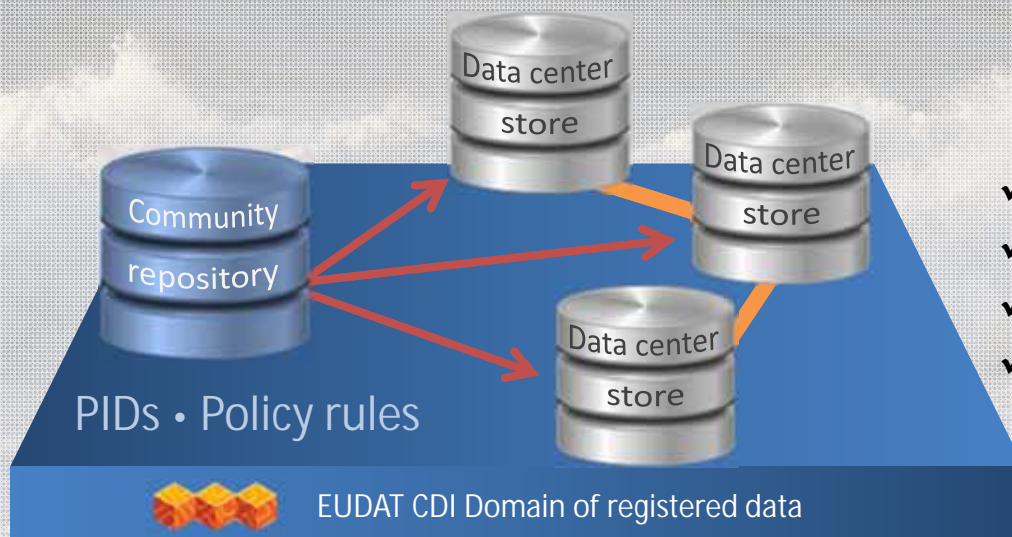 Data center
store
Data center
store
Community
repository
Data center
store
PIDs • Policy rules
EUDAT CDI Domain of registered data